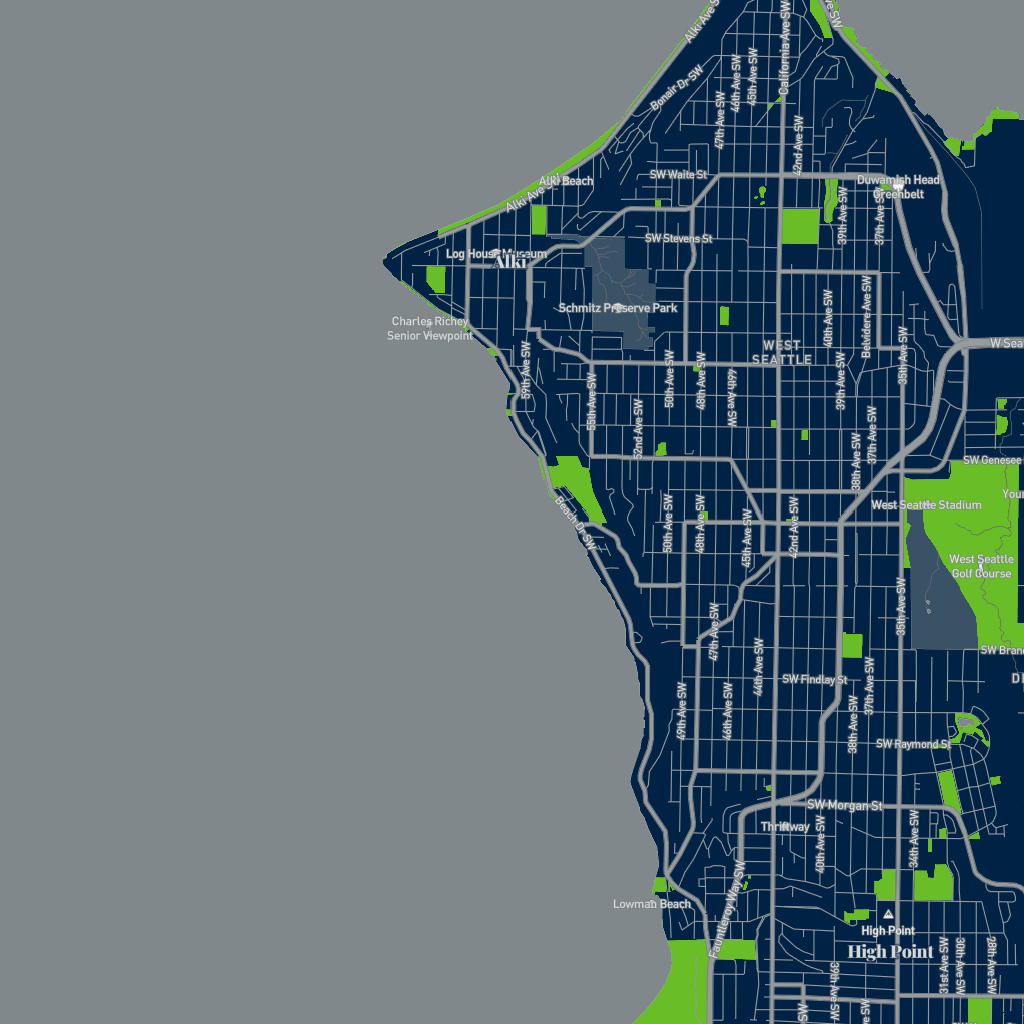 Alki Ave S
Ave SW
California Ave SW
Bonair Dr SW
46th Ave SW
45th Ave SW
47th Ave SW
42nd Ave SW
Alki Beach
Alki Ave S
SW Waite St
Duwamish Head
Greenbelt
39th Ave SW
37th Ave SW
SW Stevens St
Log House Museum
Alki
Schmitz Preserve Park
Charles Richey
Senior Viewpoint
40th Ave SW
Belvidere Ave SW
WEST
SEATTLE
W Sea
59th Ave SW
50th Ave SW
48th Ave SW
49th Ave SW
39th Ave SW
35th Ave SW
55th Ave SW
52nd Ave SW
37th Ave SW
38th Ave SW
SW Genesee
Beach Dr SW
50th Ave SW
48th Ave SW
45th Ave SW
42nd Ave SW
West Seattle Stadium
Your
West Seattle
Golf Course
35th Ave SW
47th Ave SW
44th Ave SW
SW Bran
SW Findlay St
37th Ave SW
DE
49th Ave SW
46th Ave SW
38th Ave SW
SW Raymond St
SW Morgan St
Thriftway
40th Ave SW
34th Ave SW
Lowman Beach
Fauntleroy Way SW
High Point
High Point
39th Ave SW
31st Ave SW
30th Ave SW
28th Ave SW
SW
Ave SW